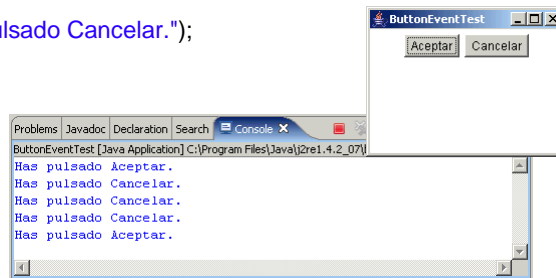 lsado Cancelar.");
ButtonEventTest
Aceptar Cancelar
Problems Javadoc Declaration Search Console
ButtonEventTest [Java Application] C:\Program Files\Java\j2re1.4.2_07\
Has pulsado Aceptar.
Has pulsado Cancelar.
Has pulsado Cancelar.
Has pulsado Cancelar.
Has pulsado Aceptar.